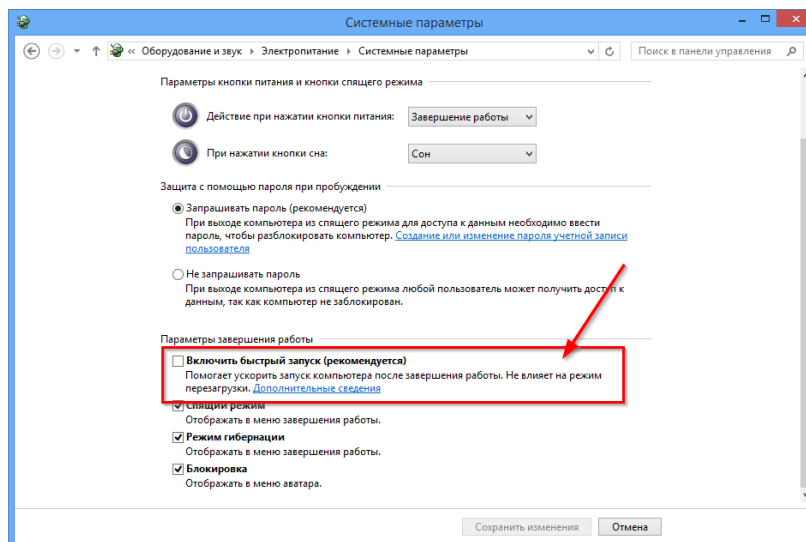 Системные параметры
« Оборудование и звук Электропитание Системные параметры
Поиск в панели управления
Параметры кнопки питания и кнопки спящего режима
Действие при нажатии кнопки питания: Завершение работы
При нажатии кнопки сна: Сон
Защита с помощью пароля при пробуждении
Запрашивать пароль (рекомендуется)
При выходе компьютера из спящего режима для доступа к данным необходимо ввести
пароль, чтобы разблокировать компьютер. Создание или изменение пароля учетной записи
пользователя
Не запрашивать пароль
При выходе компьютера из спящего режима любой пользователь может получить доступ к
данным, так как компьютер не заблокирован.
Параметры завершения работы
Включить быстрый запуск (рекомендуется)
Помогает ускорить запуск компьютера после завершения работы. Не влияет на режим
перезагрузки. Дополнительные сведения
Спящий режим
Отображать в меню завершения работы.
Режим гибернации
Отображать в меню завершения работы.
Блокировка
Отображать в меню аватара.
Сохранить изменения Отмена